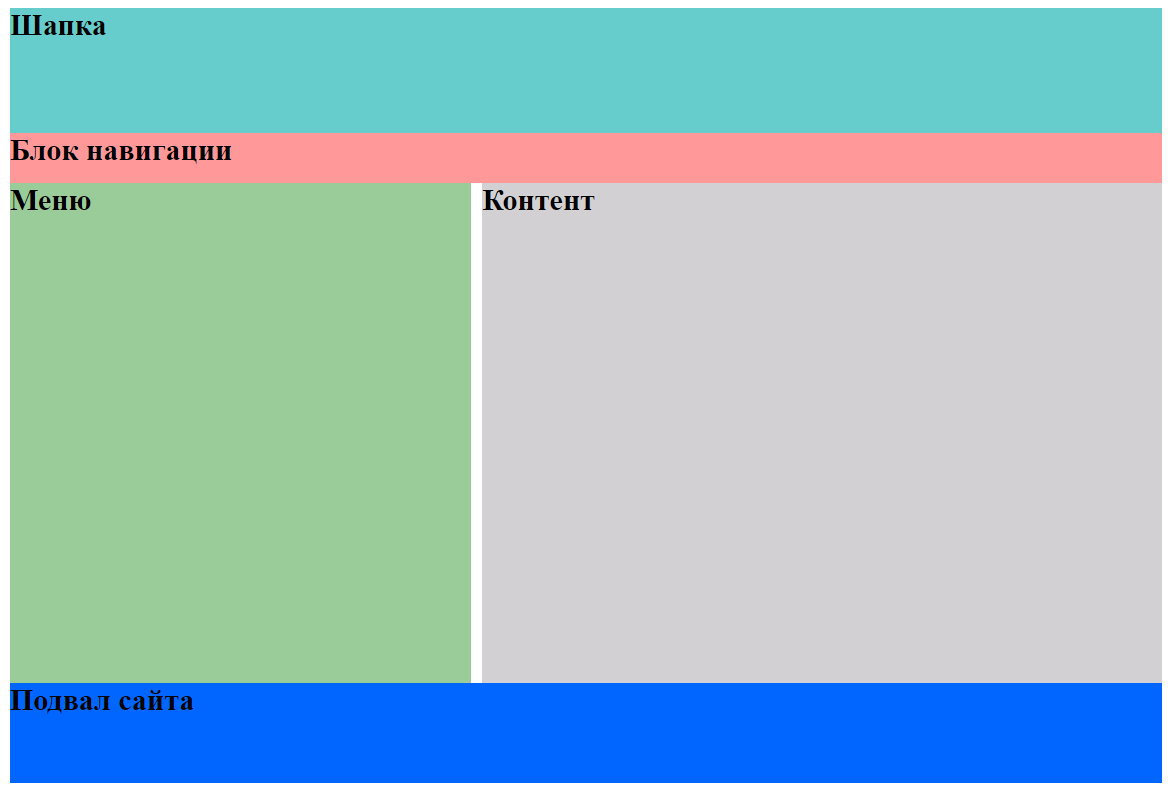 Шапка
Блок навигации
Меню
Контент
Подвал сайта